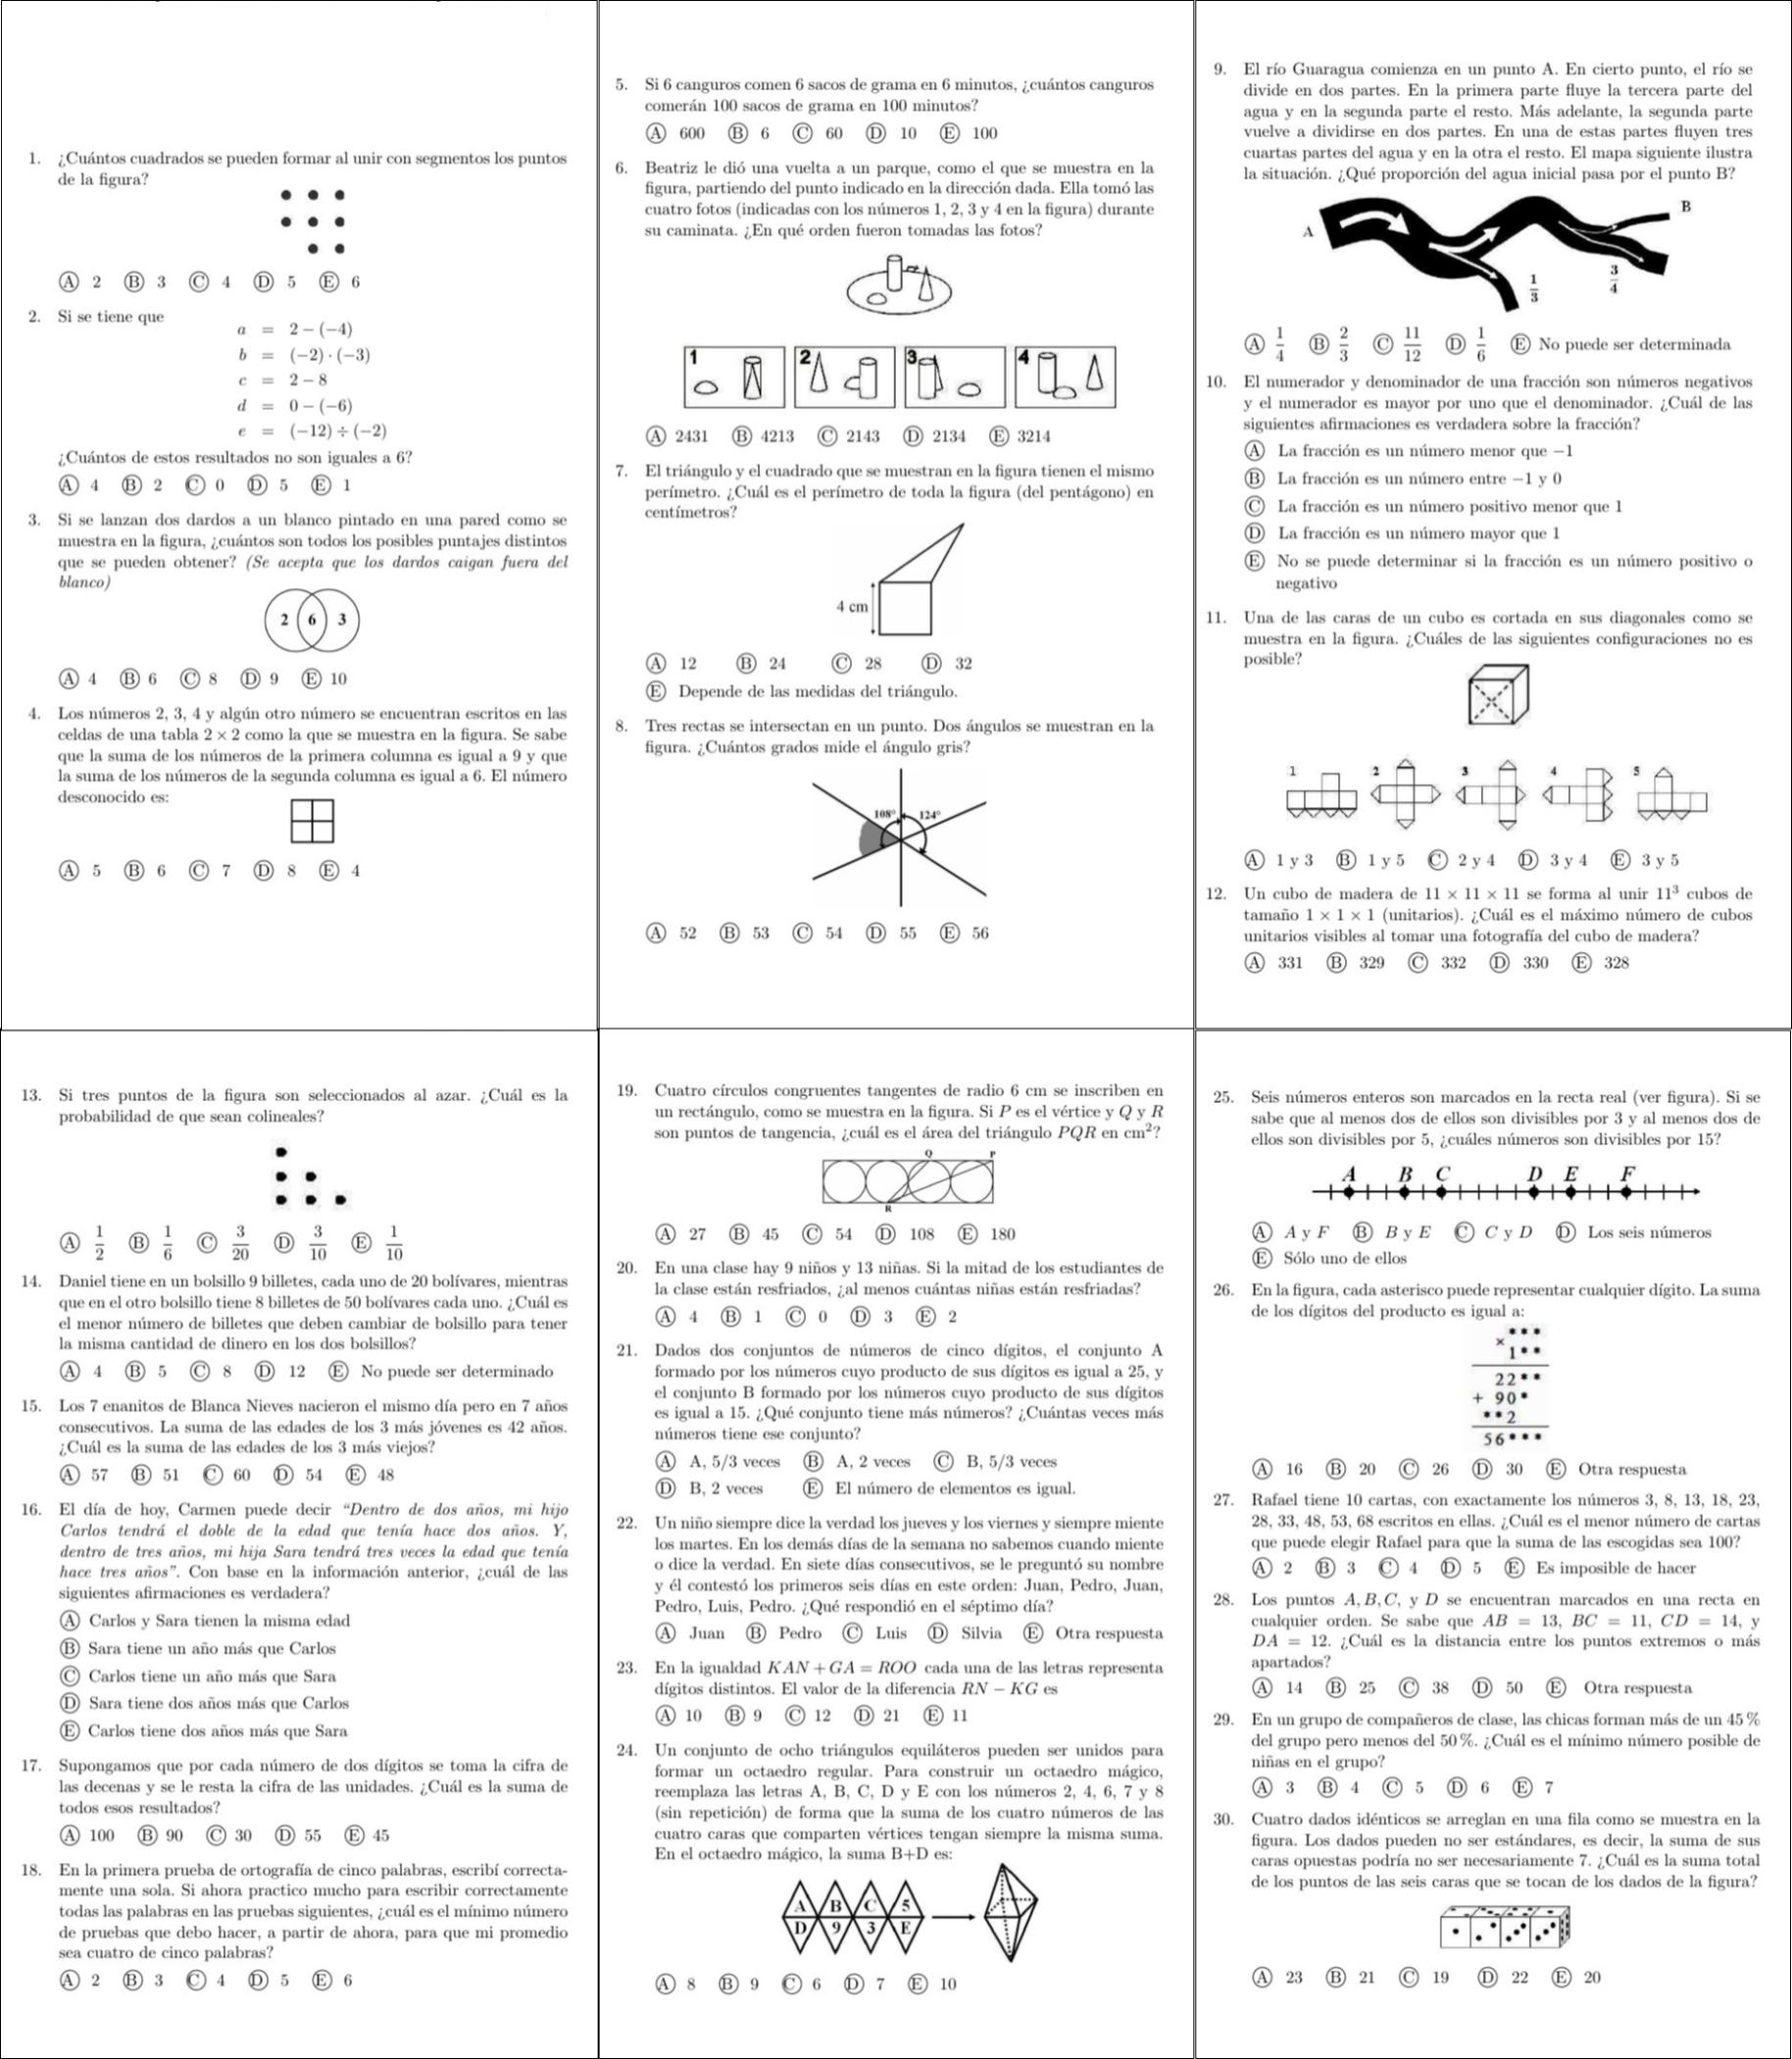 1. ¿Cuántos cuadrados se pueden formar al unir con segmentos los puntos
de la figura?
Ⓐ 2 Ⓑ 3 Ⓒ 4 Ⓓ 5 Ⓔ 6
2. Si se tiene que
a = 2 − (−4)
b = (−2) · (−3)
c = 2 − 8
d = 0 − (−6)
e = (−12) ÷ (−2)
¿Cuántos de estos resultados no son iguales a 6?
Ⓐ 4 Ⓑ 2 Ⓒ 0 Ⓓ 5 Ⓔ 1
3. Si se lanzan dos dardos a un blanco pintado en una pared como se
muestra en la figura, ¿cuántos son todos los posibles puntajes distintos
que se pueden obtener? (Se acepta que los dardos caigan fuera del
blanco)
2 6 3
Ⓐ 4 Ⓑ 6 Ⓒ 8 Ⓓ 9 Ⓔ 10
4. Los números 2, 3, 4 y algún otro número se encuentran escritos en las
celdas de una tabla 2 × 2 como la que se muestra en la figura. Se sabe
que la suma de los números de la primera columna es igual a 9 y que
la suma de los números de la segunda columna es igual a 6. El número
desconocido es:
Ⓐ 5 Ⓑ 6 Ⓒ 7 Ⓓ 8 Ⓔ 4
5. Si 6 canguros comen 6 sacos de grama en 6 minutos, ¿cuántos canguros
comerán 100 sacos de grama en 100 minutos?
Ⓐ 600 Ⓑ 6 Ⓒ 60 Ⓓ 10 Ⓔ 100
6. Beatriz le dió una vuelta a un parque, como el que se muestra en la
figura, partiendo del punto indicado en la dirección dada. Ella tomó las
cuatro fotos (indicadas con los números 1, 2, 3 y 4 en la figura) durante
su caminata. ¿En qué orden fueron tomadas las fotos?
1 2 3 4
Ⓐ 2431 Ⓑ 4213 Ⓒ 2143 Ⓓ 2134 Ⓔ 3214
7. El triángulo y el cuadrado que se muestran en la figura tienen el mismo
perímetro. ¿Cuál es el perímetro de toda la figura (del pentágono) en
centímetros?
4 cm
Ⓐ 12 Ⓑ 24 Ⓒ 28 Ⓓ 32
Ⓔ Depende de las medidas del triángulo.
8. Tres rectas se intersectan en un punto. Dos ángulos se muestran en la
figura. ¿Cuántos grados mide el ángulo gris?
108° 124°
Ⓐ 52 Ⓑ 53 Ⓒ 54 Ⓓ 55 Ⓔ 56
9. El río Guaragua comienza en un punto A. En cierto punto, el río se
divide en dos partes. En la primera parte fluye la tercera parte del
agua y en la segunda parte el resto. Más adelante, la segunda parte
vuelve a dividirse en dos partes. En una de estas partes fluyen tres
cuartas partes del agua y en la otra el resto. El mapa siguiente ilustra
la situación. ¿Qué proporción del agua inicial pasa por el punto B?
A B 1/3 3/4
Ⓐ 1/4 Ⓑ 2/3 Ⓒ 11/12 Ⓓ 1/6 Ⓔ No puede ser determinada
10. El numerador y denominador de una fracción son números negativos
y el numerador es mayor por uno que el denominador. ¿Cuál de las
siguientes afirmaciones es verdadera sobre la fracción?
Ⓐ La fracción es un número menor que −1
Ⓑ La fracción es un número entre −1 y 0
Ⓒ La fracción es un número positivo menor que 1
Ⓓ La fracción es un número mayor que 1
Ⓔ No se puede determinar si la fracción es un número positivo o
negativo
11. Una de las caras de un cubo es cortada en sus diagonales como se
muestra en la figura. ¿Cuáles de las siguientes configuraciones no es
posible?
1 2 3 4 5
Ⓐ 1 y 3 Ⓑ 1 y 5 Ⓒ 2 y 4 Ⓓ 3 y 4 Ⓔ 3 y 5
12. Un cubo de madera de 11 × 11 × 11 se forma al unir 11³ cubos de
tamaño 1 × 1 × 1 (unitarios). ¿Cuál es el máximo número de cubos
unitarios visibles al tomar una fotografía del cubo de madera?
Ⓐ 331 Ⓑ 329 Ⓒ 332 Ⓓ 330 Ⓔ 328
13. Si tres puntos de la figura son seleccionados al azar. ¿Cuál es la
probabilidad de que sean colineales?
Ⓐ 1/2 Ⓑ 1/6 Ⓒ 3/20 Ⓓ 3/10 Ⓔ 1/10
14. Daniel tiene en un bolsillo 9 billetes, cada uno de 20 bolívares, mientras
que en el otro bolsillo tiene 8 billetes de 50 bolívares cada uno. ¿Cuál es
el menor número de billetes que deben cambiar de bolsillo para tener
la misma cantidad de dinero en los dos bolsillos?
Ⓐ 4 Ⓑ 5 Ⓒ 8 Ⓓ 12 Ⓔ No puede ser determinado
15. Los 7 enanitos de Blanca Nieves nacieron el mismo día pero en 7 años
consecutivos. La suma de las edades de los 3 más jóvenes es 42 años.
¿Cuál es la suma de las edades de los 3 más viejos?
Ⓐ 57 Ⓑ 51 Ⓒ 60 Ⓓ 54 Ⓔ 48
16. El día de hoy, Carmen puede decir “Dentro de dos años, mi hijo
Carlos tendrá el doble de la edad que tenía hace dos años. Y,
dentro de tres años, mi hija Sara tendrá tres veces la edad que tenía
hace tres años”. Con base en la información anterior, ¿cuál de las
siguientes afirmaciones es verdadera?
Ⓐ Carlos y Sara tienen la misma edad
Ⓑ Sara tiene un año más que Carlos
Ⓒ Carlos tiene un año más que Sara
Ⓓ Sara tiene dos años más que Carlos
Ⓔ Carlos tiene dos años más que Sara
17. Supongamos que por cada número de dos dígitos se toma la cifra de
las decenas y se le resta la cifra de las unidades. ¿Cuál es la suma de
todos esos resultados?
Ⓐ 100 Ⓑ 90 Ⓒ 30 Ⓓ 55 Ⓔ 45
18. En la primera prueba de ortografía de cinco palabras, escribí correcta-
mente una sola. Si ahora practico mucho para escribir correctamente
todas las palabras en las pruebas siguientes, ¿cuál es el mínimo número
de pruebas que debo hacer, a partir de ahora, para que mi promedio
sea cuatro de cinco palabras?
Ⓐ 2 Ⓑ 3 Ⓒ 4 Ⓓ 5 Ⓔ 6
19. Cuatro círculos congruentes tangentes de radio 6 cm se inscriben en
un rectángulo, como se muestra en la figura. Si P es el vértice y Q y R
son puntos de tangencia, ¿cuál es el área del triángulo PQR en cm²?
Q P
R
Ⓐ 27 Ⓑ 45 Ⓒ 54 Ⓓ 108 Ⓔ 180
20. En una clase hay 9 niños y 13 niñas. Si la mitad de los estudiantes de
la clase están resfriados, ¿al menos cuántas niñas están resfriadas?
Ⓐ 4 Ⓑ 1 Ⓒ 0 Ⓓ 3 Ⓔ 2
21. Dados dos conjuntos de números de cinco dígitos, el conjunto A
formado por los números cuyo producto de sus dígitos es igual a 25, y
el conjunto B formado por los números cuyo producto de sus dígitos
es igual a 15. ¿Qué conjunto tiene más números? ¿Cuántas veces más
números tiene ese conjunto?
Ⓐ A, 5/3 veces Ⓑ A, 2 veces Ⓒ B, 5/3 veces
Ⓓ B, 2 veces Ⓔ El número de elementos es igual.
22. Un niño siempre dice la verdad los jueves y los viernes y siempre miente
los martes. En los demás días de la semana no sabemos cuando miente
o dice la verdad. En siete días consecutivos, se le preguntó su nombre
y él contestó los primeros seis días en este orden: Juan, Pedro, Juan,
Pedro, Luis, Pedro. ¿Qué respondió en el séptimo día?
Ⓐ Juan Ⓑ Pedro Ⓒ Luis Ⓓ Silvia Ⓔ Otra respuesta
23. En la igualdad KAN + GA = ROO cada una de las letras representa
dígitos distintos. El valor de la diferencia RN − KG es
Ⓐ 10 Ⓑ 9 Ⓒ 12 Ⓓ 21 Ⓔ 11
24. Un conjunto de ocho triángulos equiláteros pueden ser unidos para
formar un octaedro regular. Para construir un octaedro mágico,
reemplaza las letras A, B, C, D y E con los números 2, 4, 6, 7 y 8
(sin repetición) de forma que la suma de los cuatro números de las
cuatro caras que comparten vértices tengan siempre la misma suma.
En el octaedro mágico, la suma B+D es:
A B C 5
D 9 3 E
Ⓐ 8 Ⓑ 9 Ⓒ 6 Ⓓ 7 Ⓔ 10
25. Seis números enteros son marcados en la recta real (ver figura). Si se
sabe que al menos dos de ellos son divisibles por 3 y al menos dos de
ellos son divisibles por 5, ¿cuáles números son divisibles por 15?
A B C D E F
Ⓐ A y F Ⓑ B y E Ⓒ C y D Ⓓ Los seis números
Ⓔ Sólo uno de ellos
26. En la figura, cada asterisco puede representar cualquier dígito. La suma
de los dígitos del producto es igual a:
* * *
× 1 * *
2 2 * *
+ 9 0 *
* * 2
5 6 * * *
Ⓐ 16 Ⓑ 20 Ⓒ 26 Ⓓ 30 Ⓔ Otra respuesta
27. Rafael tiene 10 cartas, con exactamente los números 3, 8, 13, 18, 23,
28, 33, 48, 53, 68 escritos en ellas. ¿Cuál es el menor número de cartas
que puede elegir Rafael para que la suma de las escogidas sea 100?
Ⓐ 2 Ⓑ 3 Ⓒ 4 Ⓓ 5 Ⓔ Es imposible de hacer
28. Los puntos A, B, C, y D se encuentran marcados en una recta en
cualquier orden. Se sabe que AB = 13, BC = 11, CD = 14, y
DA = 12. ¿Cuál es la distancia entre los puntos extremos o más
apartados?
Ⓐ 14 Ⓑ 25 Ⓒ 38 Ⓓ 50 Ⓔ Otra respuesta
29. En un grupo de compañeros de clase, las chicas forman más de un 45 %
del grupo pero menos del 50 %. ¿Cuál es el mínimo número posible de
niñas en el grupo?
Ⓐ 3 Ⓑ 4 Ⓒ 5 Ⓓ 6 Ⓔ 7
30. Cuatro dados idénticos se arreglan en una fila como se muestra en la
figura. Los dados pueden no ser estándares, es decir, la suma de sus
caras opuestas podría no ser necesariamente 7. ¿Cuál es la suma total
de los puntos de las seis caras que se tocan de los dados de la figura?
Ⓐ 23 Ⓑ 21 Ⓒ 19 Ⓓ 22 Ⓔ 20